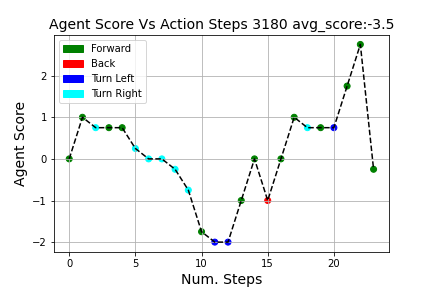 Agent Score Vs Action Steps 3180 avg_score:-3.5
Forward
Back
Turn Left
Turn Right
Agent Score
2
1
0
−1
−2
0 5 10 15 20
Num. Steps